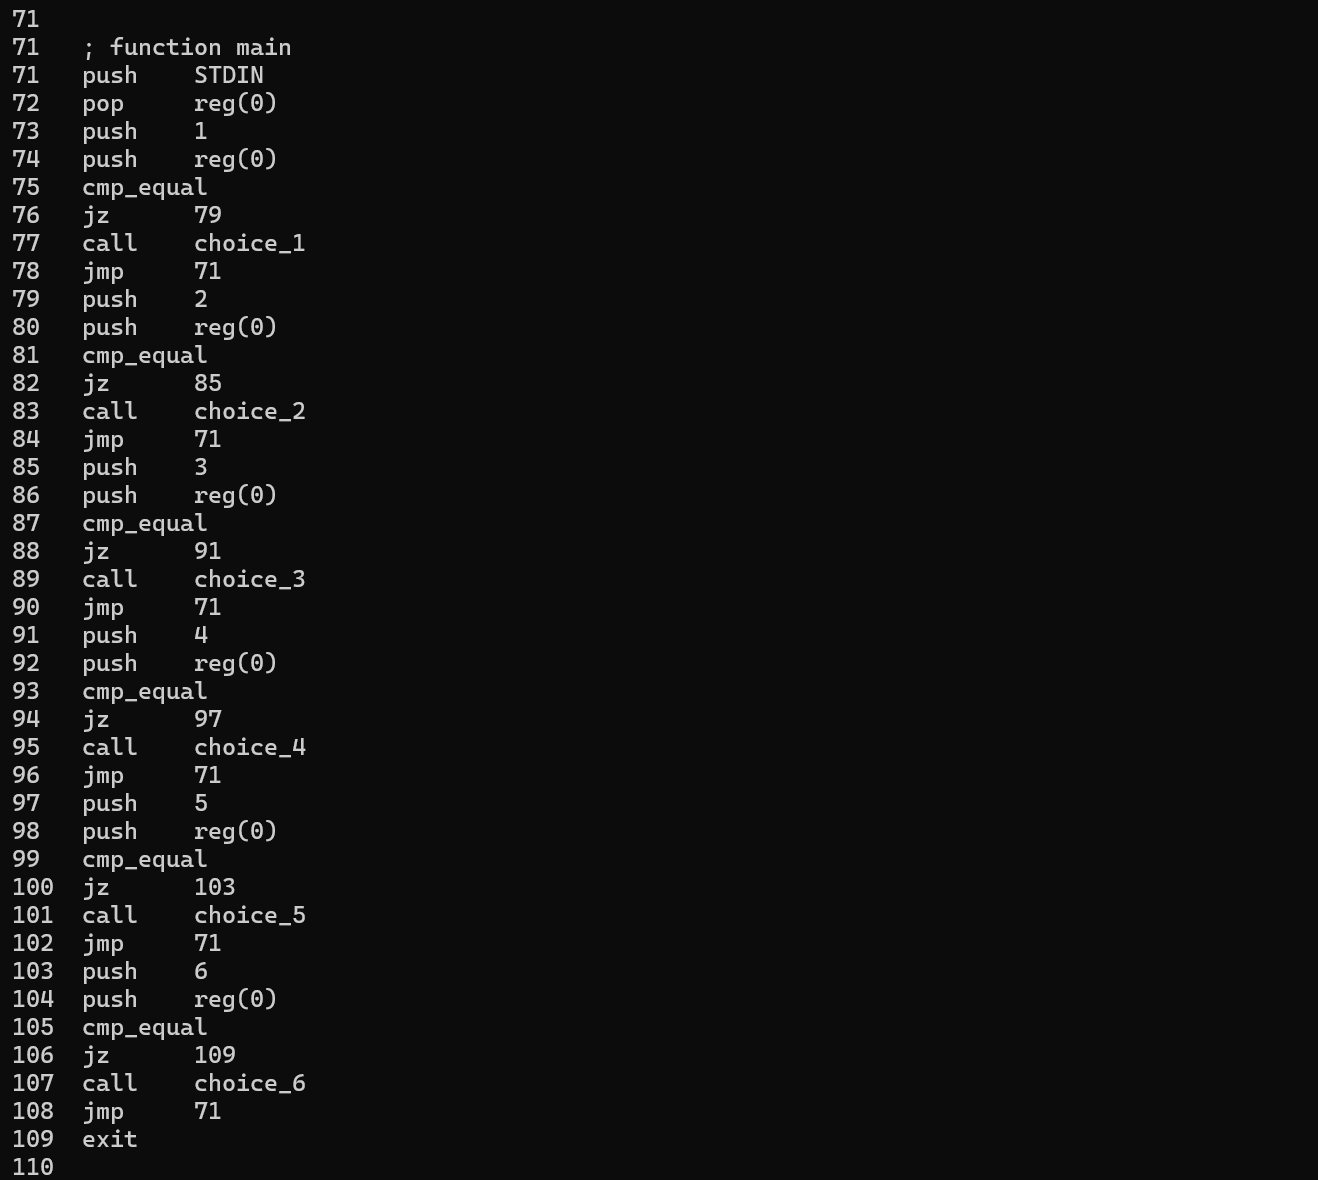 71
71   ; function main
71   push    STDIN
72   pop     reg(0)
73   push    1
74   push    reg(0)
75   cmp_equal
76   jz      79
77   call    choice_1
78   jmp     71
79   push    2
80   push    reg(0)
81   cmp_equal
82   jz      85
83   call    choice_2
84   jmp     71
85   push    3
86   push    reg(0)
87   cmp_equal
88   jz      91
89   call    choice_3
90   jmp     71
91   push    4
92   push    reg(0)
93   cmp_equal
94   jz      97
95   call    choice_4
96   jmp     71
97   push    5
98   push    reg(0)
99   cmp_equal
100  jz      103
101  call    choice_5
102  jmp     71
103  push    6
104  push    reg(0)
105  cmp_equal
106  jz      109
107  call    choice_6
108  jmp     71
109  exit
110